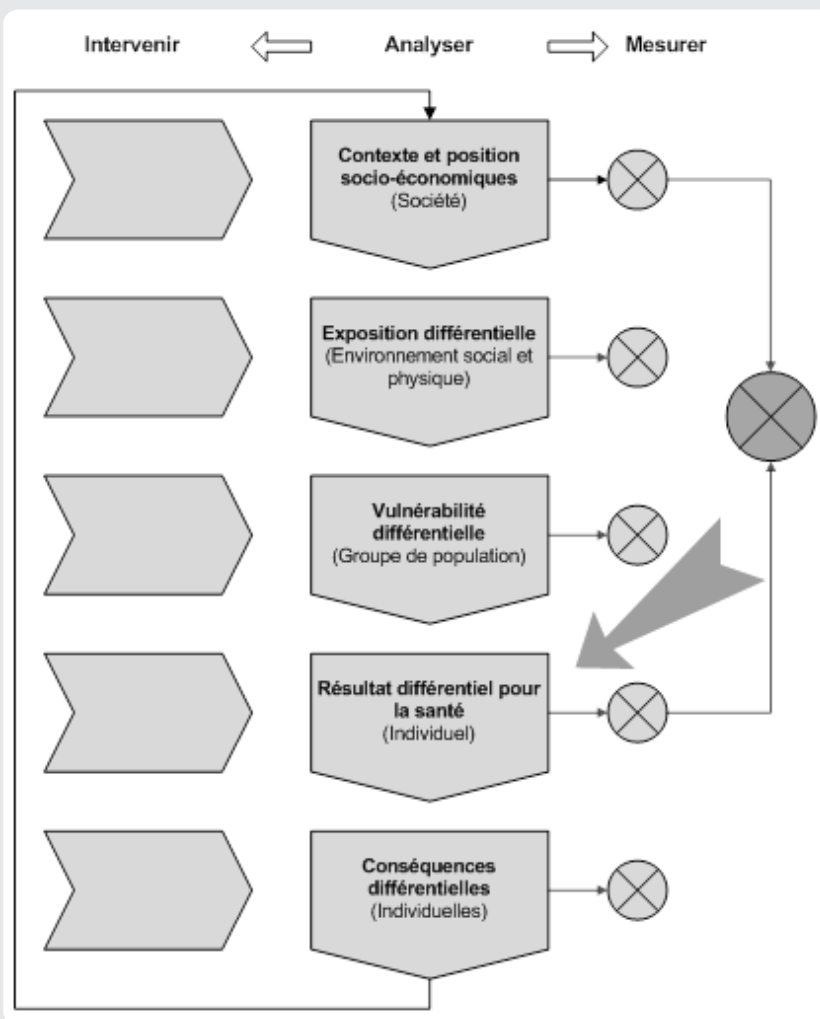 Intervenir
Analyser
Mesurer
Contexte et position
socio-économiques
(Société)
Exposition différentielle
(Environnement social et
physique)
Vulnérabilité
différentielle
(Groupe de population)
Résultat différentiel pour
la santé
(Individuel)
Conséquences
différentielles
(Individuelles)